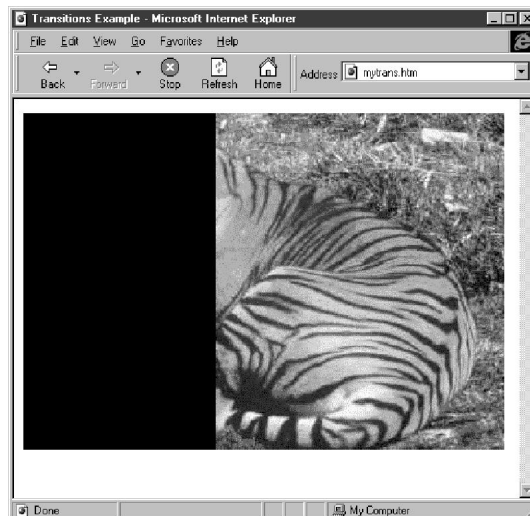 Transitions Example - Microsoft Internet Explorer
File Edit View Go Favorites Help
Back Forward Stop Refresh Home Address mytrans.htm
Done My Computer